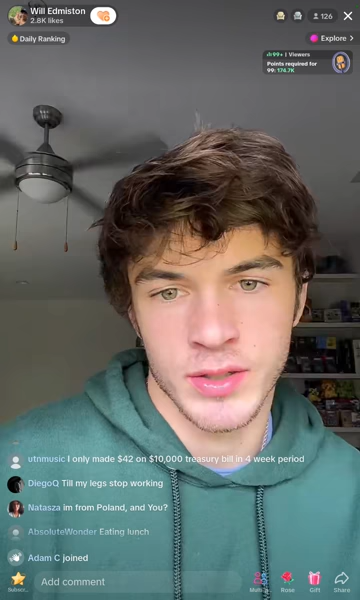 Will Edmiston
2.8K likes
126
Daily Ranking
Explore
99+ | Viewers
Points required for
99: 174.7K
utnmusic I only made $42 on $10,000 treasury bill in 4 week period
DiegoQ Till my legs stop working
Natasza im from Poland, and You?
AbsoluteWonder Eating lunch
Adam C joined
Subscri...
Add comment
Rose
Gift
Share